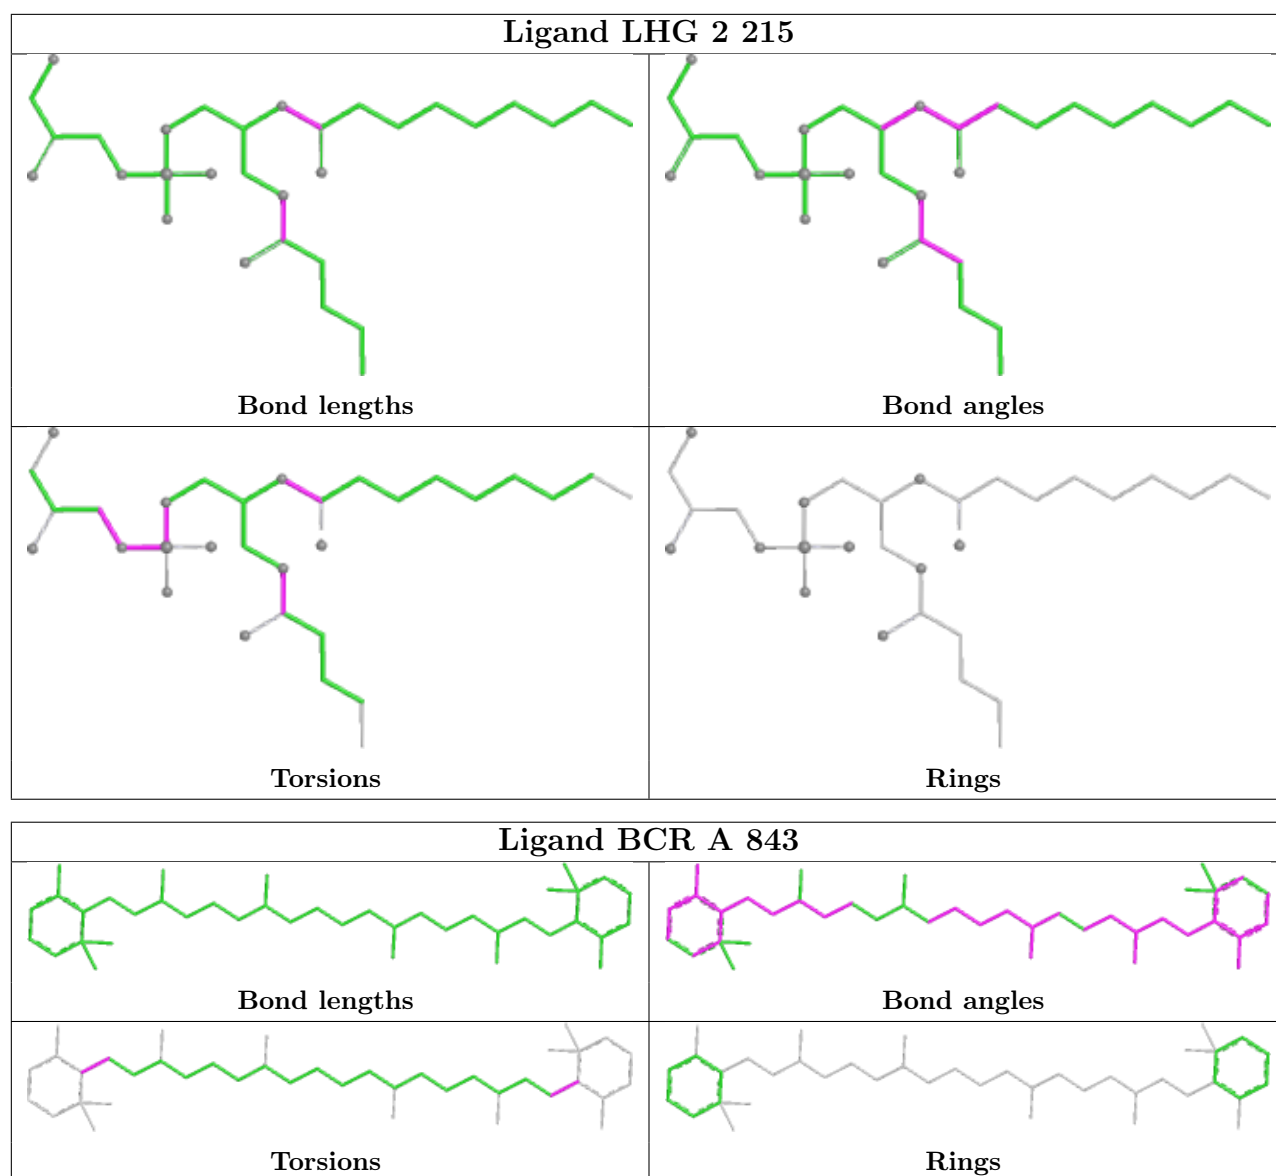 Ligand LHG 2 215
Bond lengths
Bond angles
Torsions
Rings
Ligand BCR A 843
Bond lengths
Bond angles
Torsions
Rings